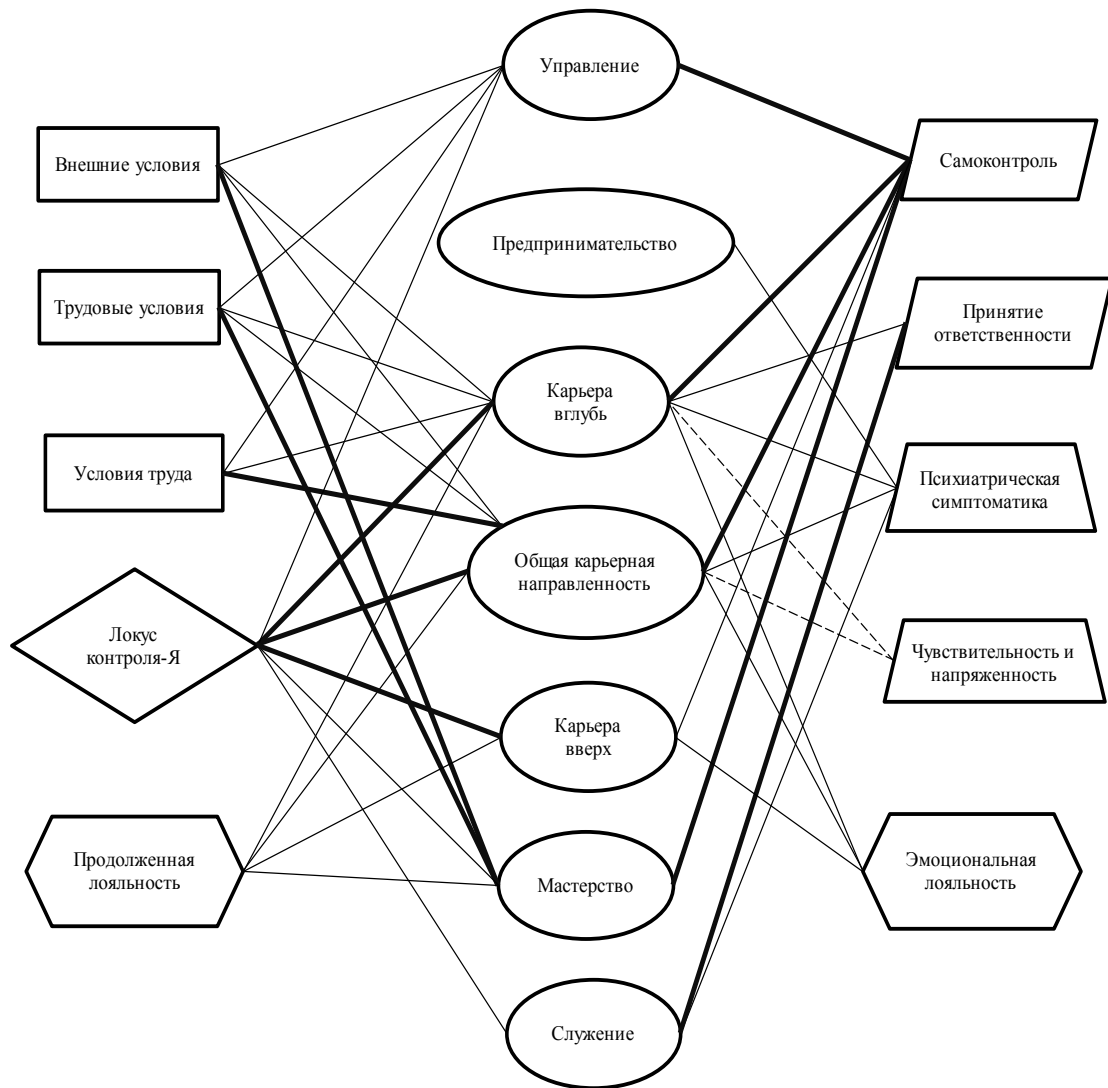 Управление
Внешние условия
Самоконтроль
Предпринимательство
Трудовые условия
Принятие
ответственности
Карьера
вглубь
Условия труда
Психиатрическая
симптоматика
Общая карьерная
направленность
Локус
контроля-Я
Чувствительность и
напряженность
Карьера
вверх
Продолженная
лояльность
Мастерство
Эмоциональная
лояльность
Служение